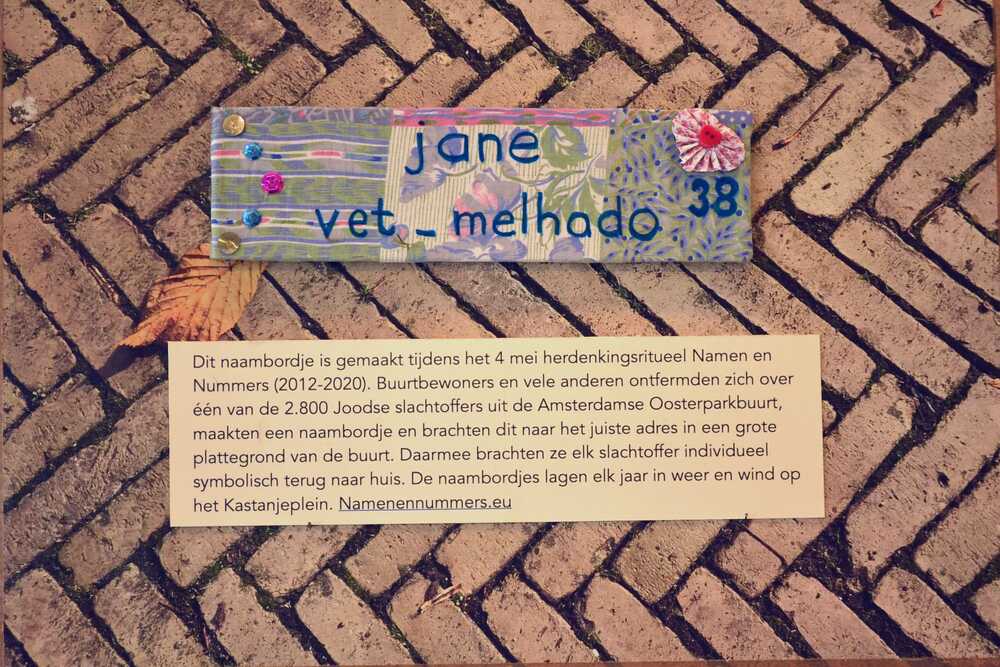 jane
vet - melhado 38.
Dit naambordje is gemaakt tijdens het 4 mei herdenkingsritueel Namen en
Nummers (2012-2020). Buurtbewoners en vele anderen ontfermden zich over
één van de 2.800 Joodse slachtoffers uit de Amsterdamse Oosterparkbuurt,
maakten een naambordje en brachten dit naar het juiste adres in een grote
plattegrond van de buurt. Daarmee brachten ze elk slachtoffer individueel
symbolisch terug naar huis. De naambordjes lagen elk jaar in weer en wind op
het Kastanjeplein. Namenennummers.eu